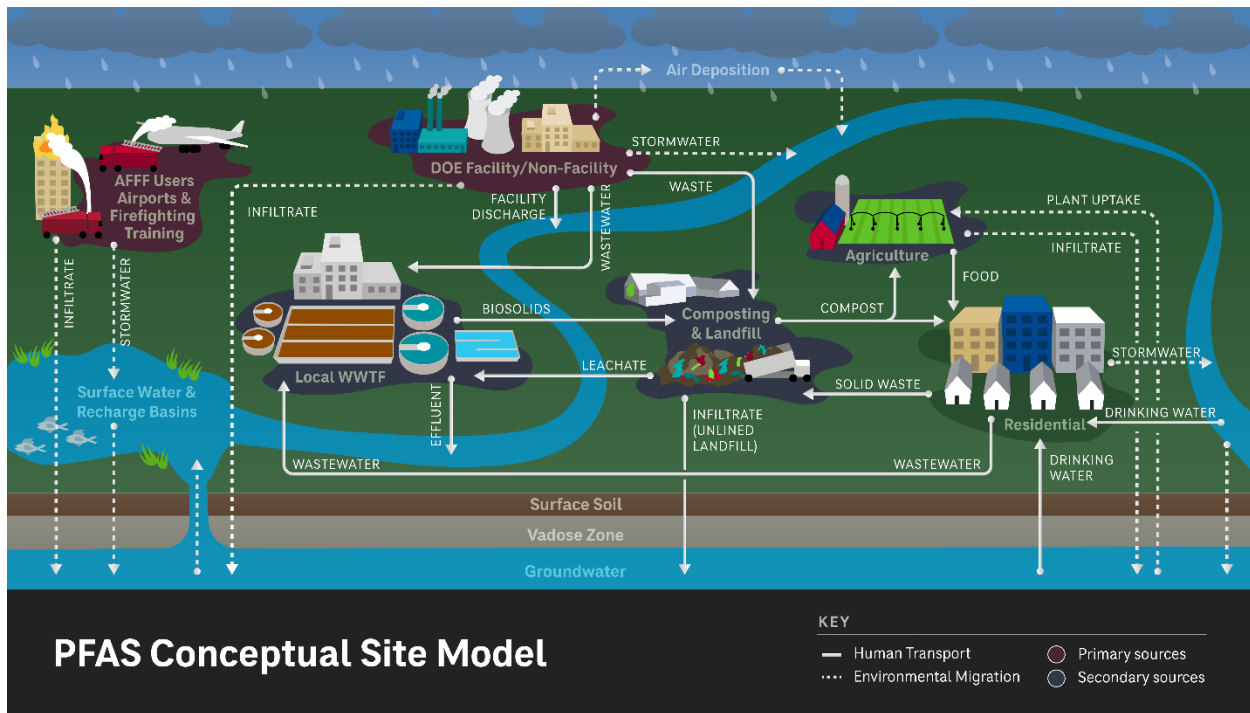 Air Deposition
STORMWATER
DOE Facility/Non-Facility
WASTE
AFFF Users
Airports &
Firefighting
Training
INFILTRATE
FACILITY
DISCHARGE
WASTEWATER
PLANT UPTAKE
INFILTRATE
Agriculture
FOOD
INFILTRATE
STORMWATER
BIOSOLIDS
Composting
& Landfill
COMPOST
STORMWATER
Local WWTF
LEACHATE
SOLID WASTE
Surface Water &
Recharge Basins
EFFLUENT
INFILTRATE
(UNLINED
LANDFILL)
Residential
DRINKING WATER
WASTEWATER
WASTEWATER
DRINKING
WATER
Surface Soil
Vadose Zone
Groundwater
PFAS Conceptual Site Model
KEY
Human Transport
Primary sources
Environmental Migration
Secondary sources